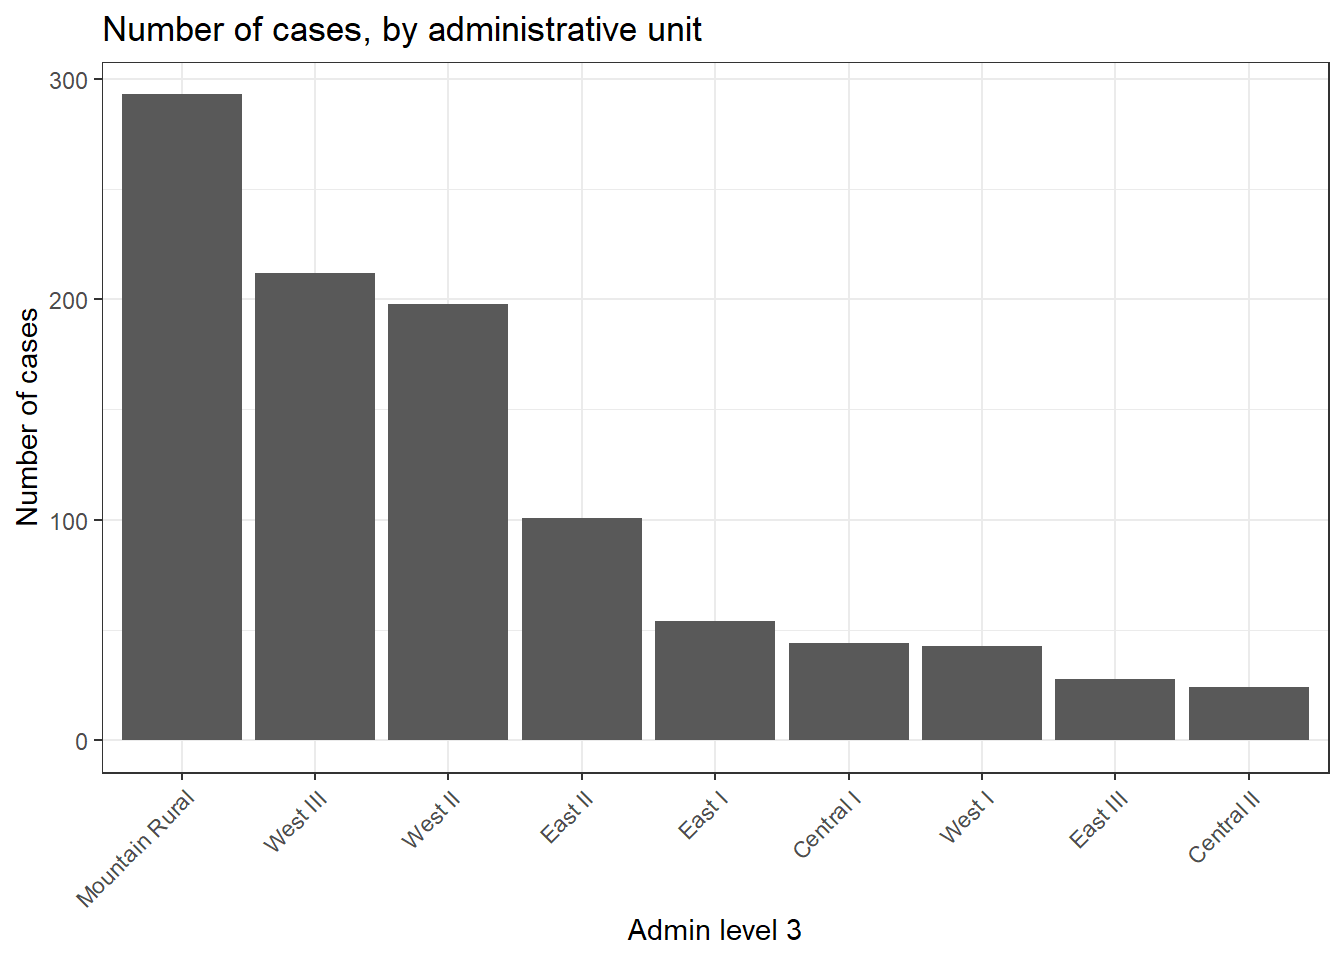 Number of cases, by administrative unit
Number of cases
300
200
100
0
Mountain Rural
West III
West II
East II
East I
Central I
West I
East III
Central II
Admin level 3